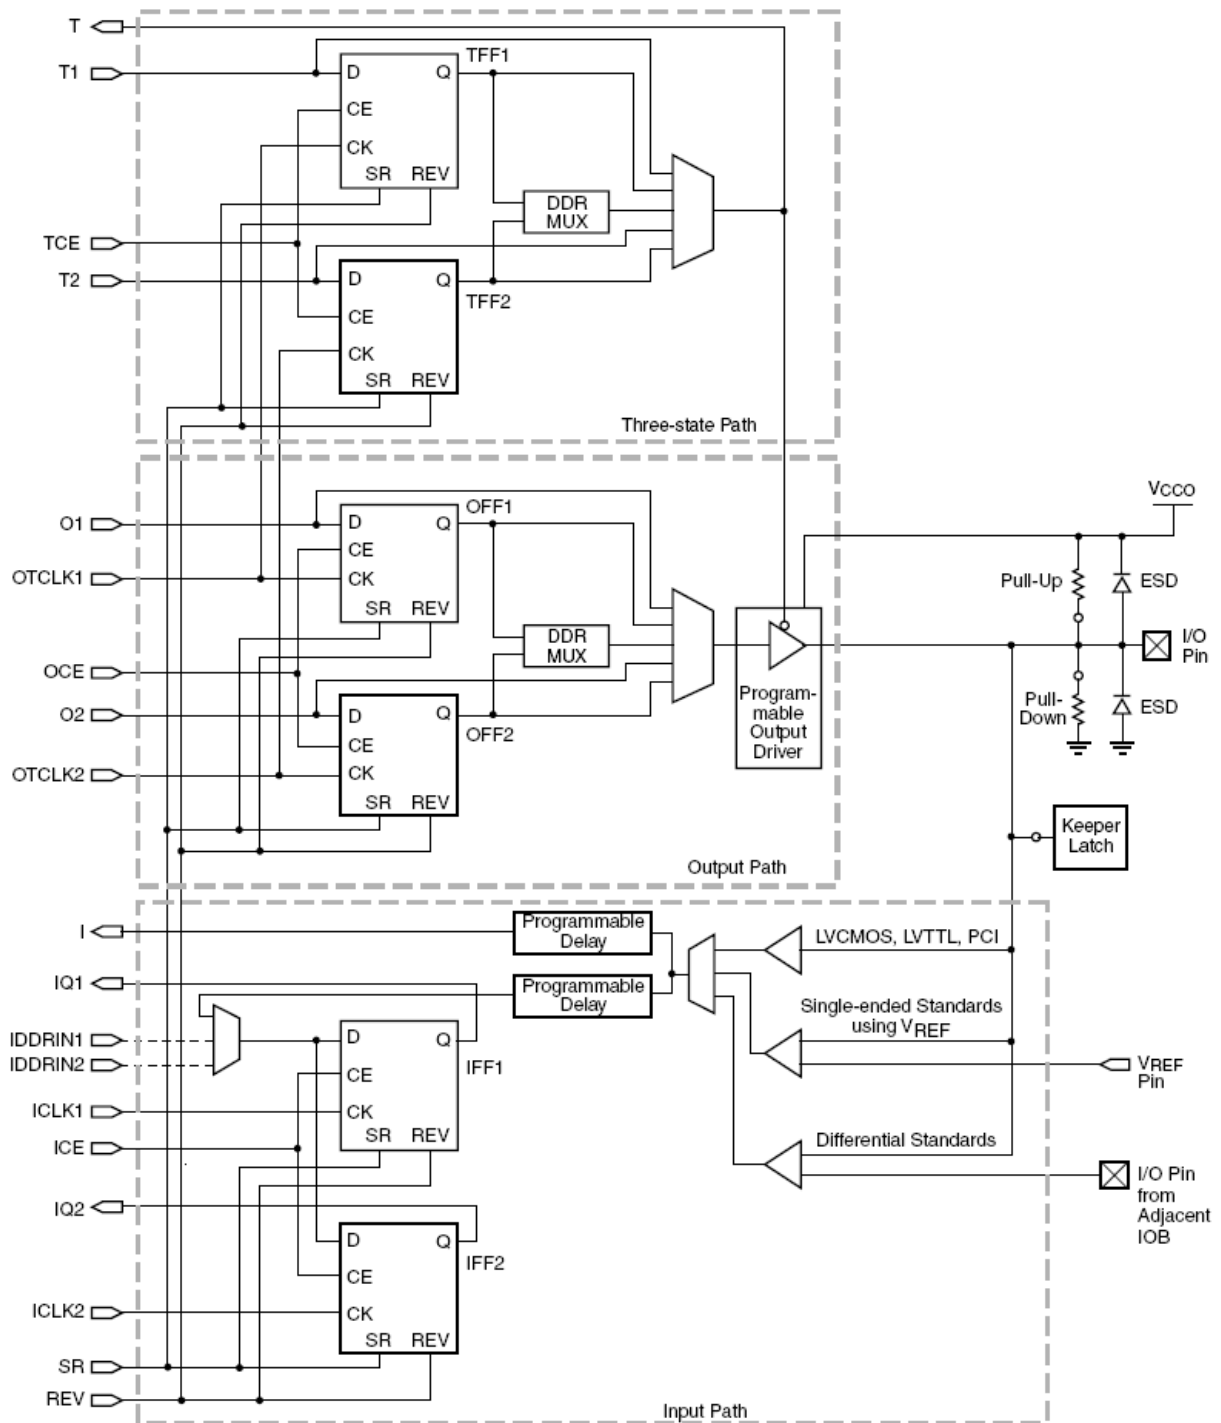 T
T1
TFF1
D
Q
CE
CK
SR REV
DDR
MUX
TCE
T2
D
Q
TFF2
CE
CK
SR REV
Three-state Path
O1
OFF1
D
Q
CE
OTCLK1
CK
SR REV
DDR
MUX
OCE
O2
D
Q
OFF2
CE
OTCLK2
CK
SR REV
Program-
mable
Output
Driver
VCCO
Pull-Up
ESD
I/O
Pin
Pull-
Down
ESD
Keeper
Latch
Output Path
I
Programmable
Delay
LVCMOS, LVTTL, PCI
IQ1
Programmable
Delay
Single-ended Standards
using VREF
IDDRIN1
IDDRIN2
D
Q
IFF1
CE
VREF
Pin
ICLK1
CK
SR REV
ICE
Differential Standards
I/O Pin
from
Adjacent
IOB
IQ2
D
Q
IFF2
CE
ICLK2
CK
SR REV
SR
REV
Input Path